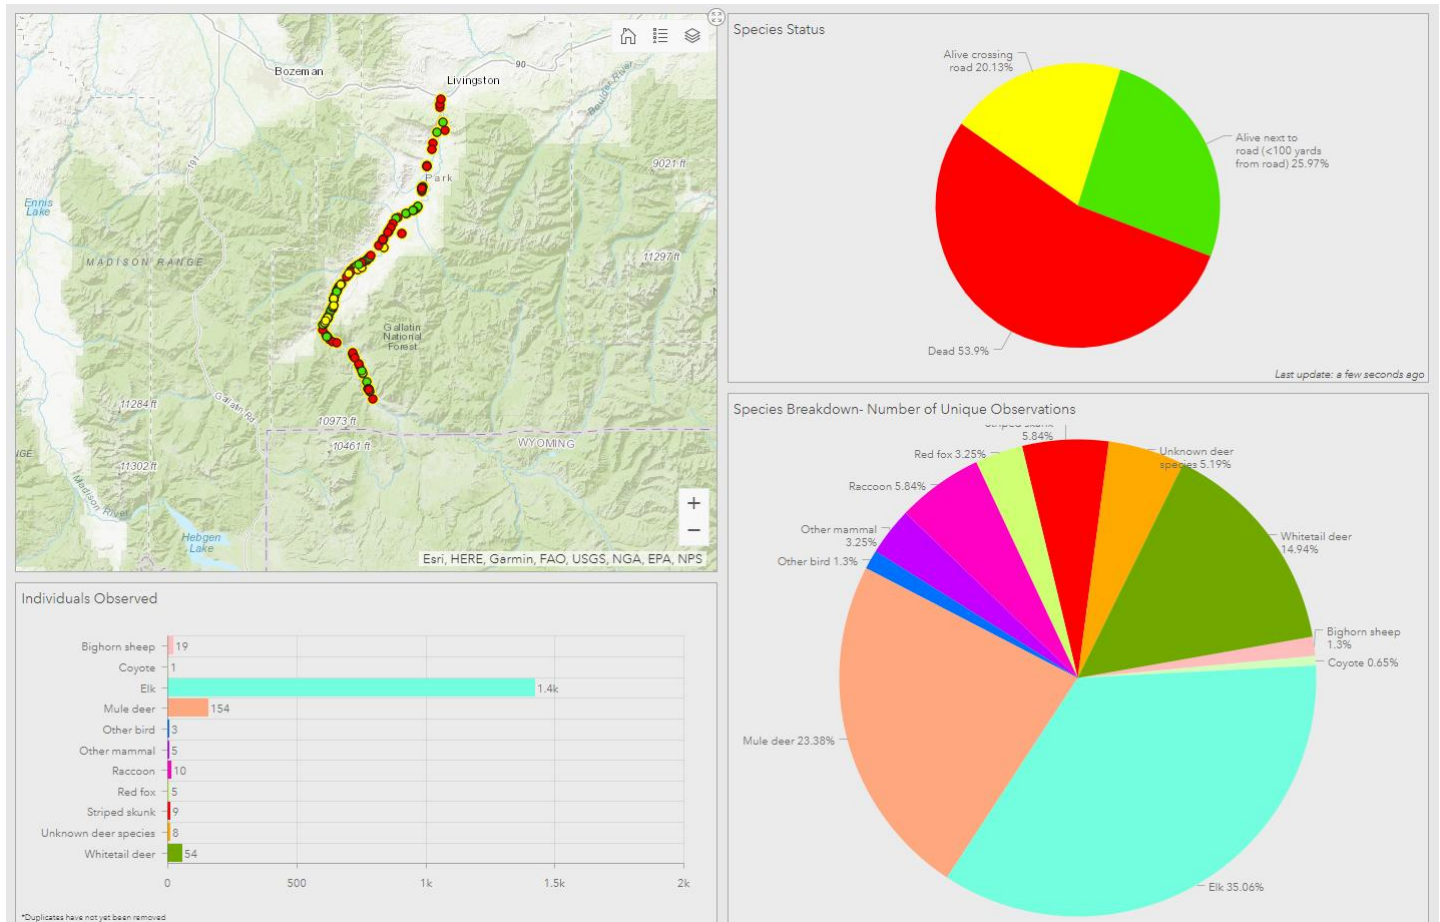 Bozeman
Livingston
90
Boulder River
191
Park
9021 ft
Ennis
Lake
MADISON RANGE
11297 ft
Gallatin
National
Forest
11284 ft
Gallatin Rd
10973 ft
10461 ft
WYOMING
11302 ft
Madison River
Hebgen
Lake
+
−
Esri, HERE, Garmin, FAO, USGS, NGA, EPA, NPS
Species Status
Alive crossing
road 20.13%
Alive next to
road (<100 yards
from road) 25.97%
Dead 53.9%
Last update: a few seconds ago
Individuals Observed
Bighorn sheep 19
Coyote 1
Elk 1.4k
Mule deer 154
Other bird 3
Other mammal 5
Raccoon 10
Red fox 5
Striped skunk 9
Unknown deer species 8
Whitetail deer 54
0 500 1k 1.5k 2k
*Duplicates have not yet been removed
Species Breakdown- Number of Unique Observations
Striped skunk
5.84%
Unknown deer
species 5.19%
Red fox 3.25%
Raccoon 5.84%
Other mammal
3.25%
Other bird 1.3%
Whitetail deer
14.94%
Bighorn sheep
1.3%
Coyote 0.65%
Mule deer 23.38%
Elk 35.06%